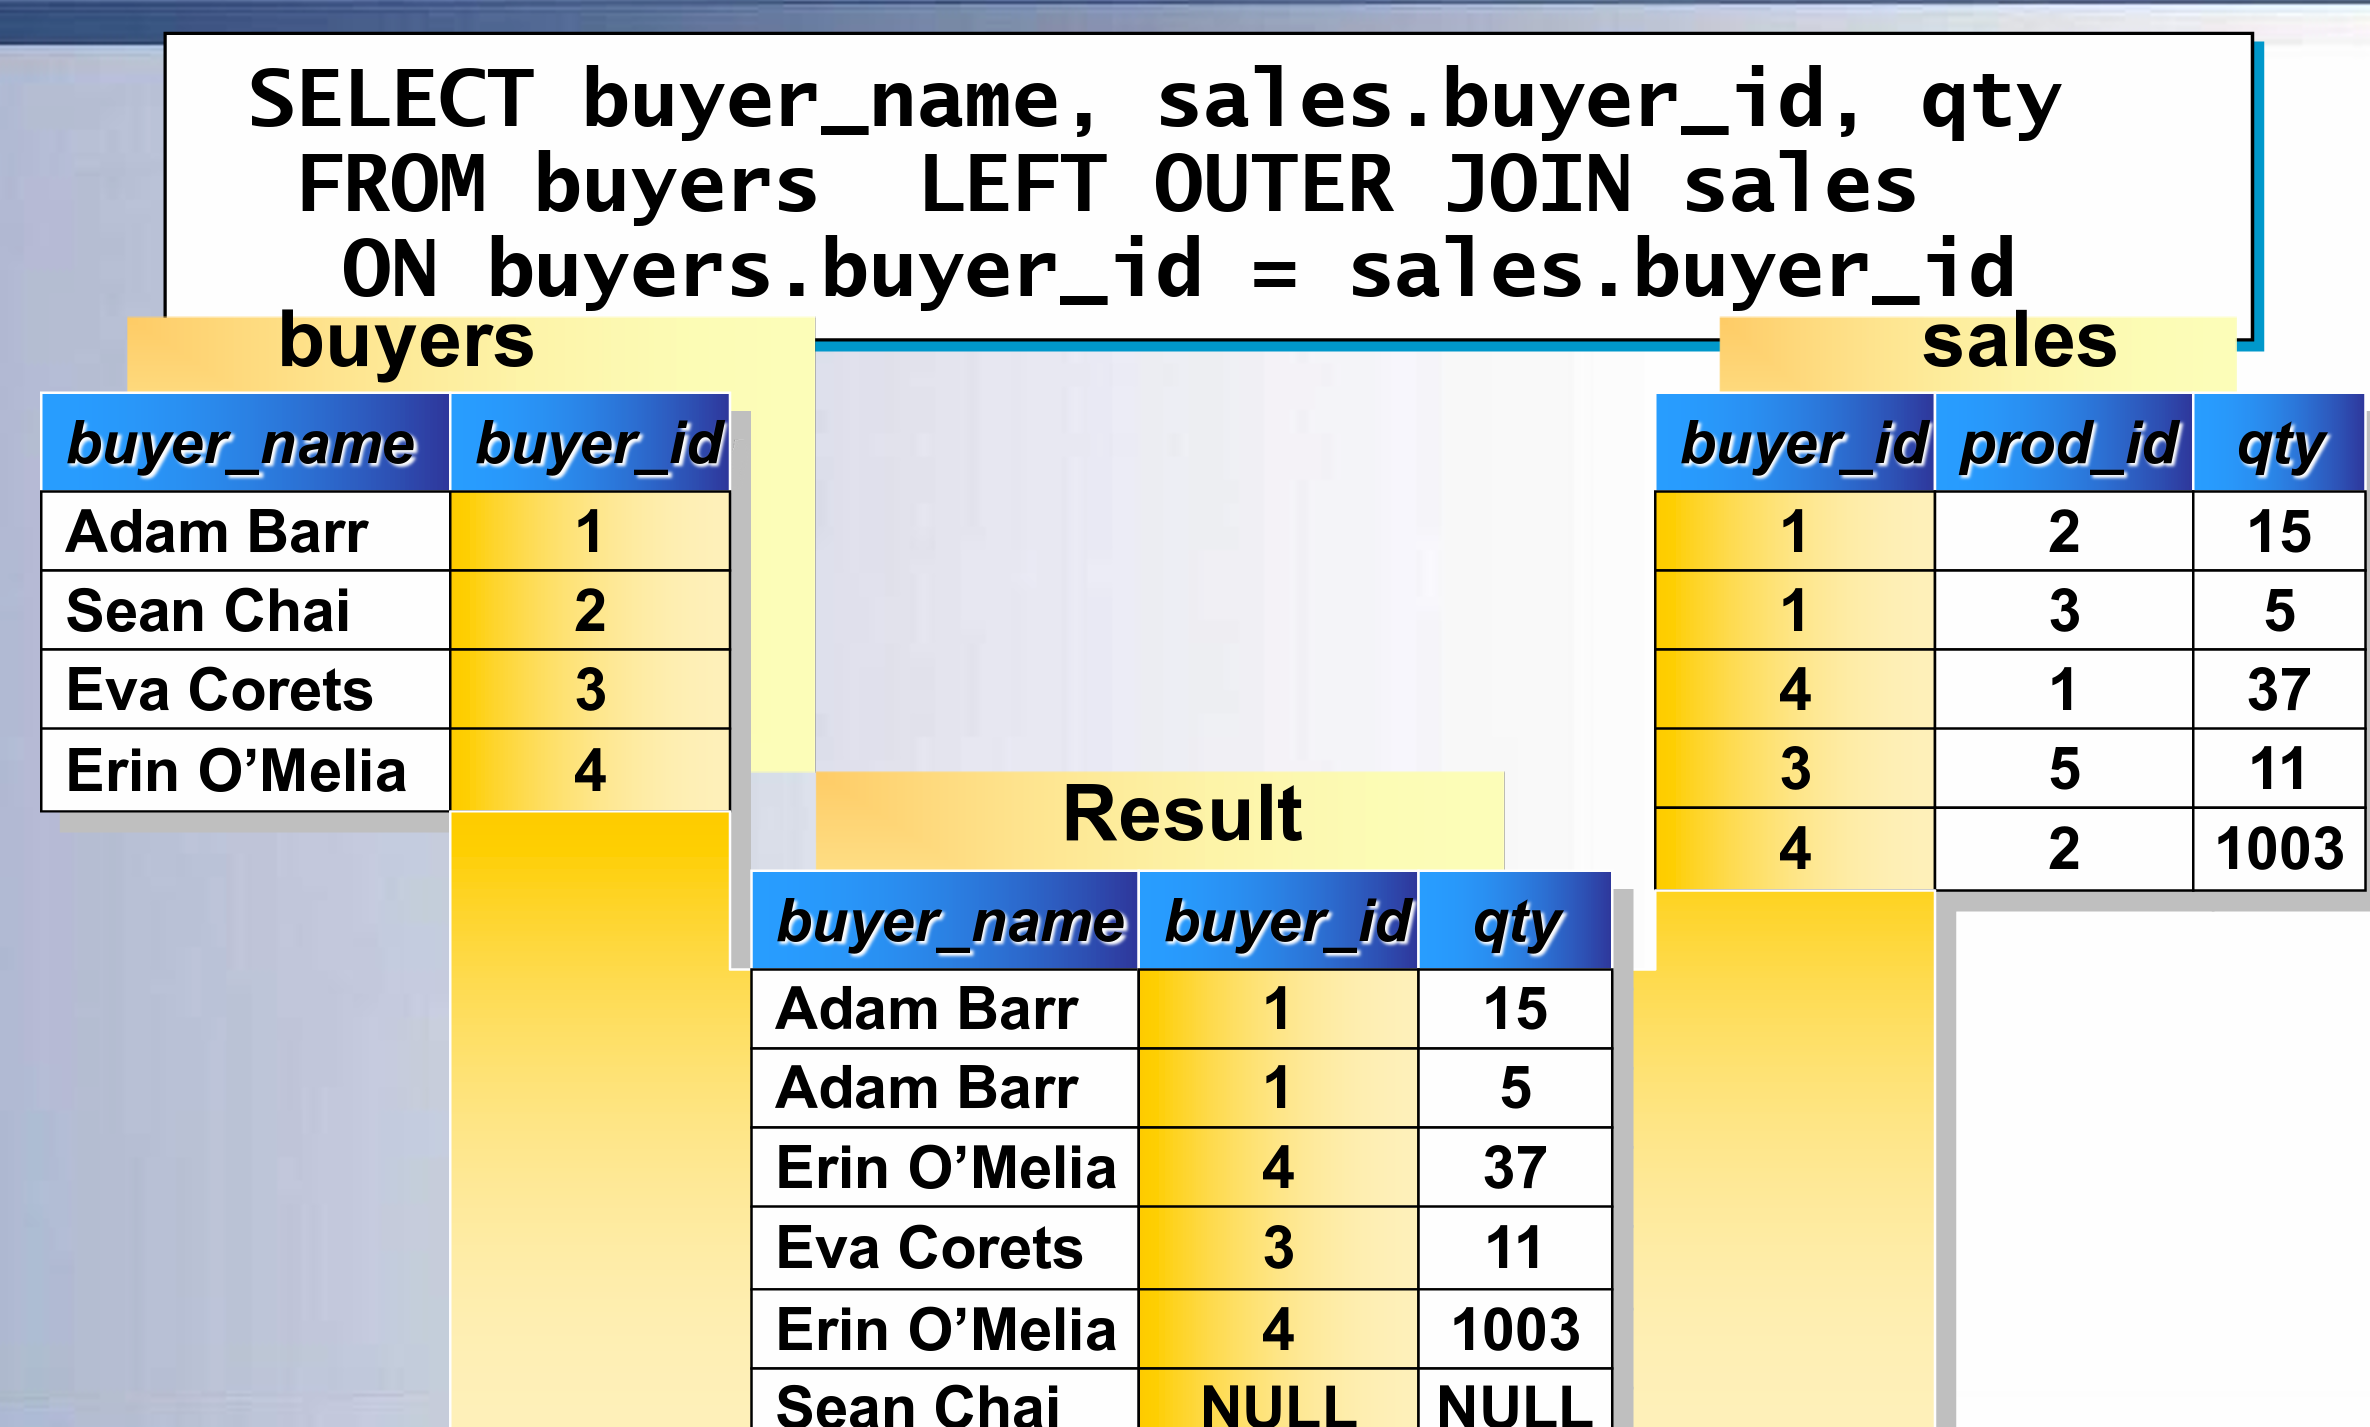 SELECT buyer_name, sales.buyer_id, qty
FROM buyers LEFT OUTER JOIN sales
ON buyers.buyer_id = sales.buyer_id
buyers
buyer_name buyer_id
Adam Barr 1
Sean Chai 2
Eva Corets 3
Erin O’Melia 4
sales
buyer_id prod_id qty
1 2 15
1 3 5
4 1 37
3 5 11
4 2 1003
Result
buyer_name buyer_id qty
Adam Barr 1 15
Adam Barr 1 5
Erin O’Melia 4 37
Eva Corets 3 11
Erin O’Melia 4 1003
Sean Chai NULL NULL